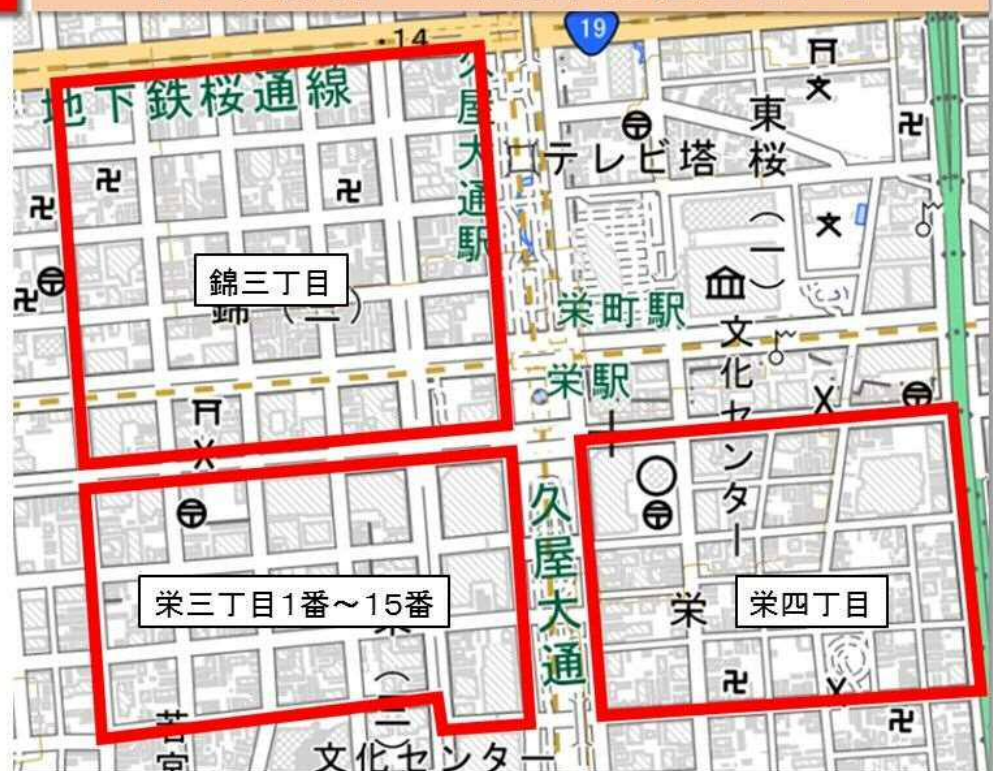 19
・14
地下鉄桜通線
久屋大通駅
テレビ塔
東桜(一)
錦三丁目
錦(三)
栄町駅
栄駅
文化センター
久屋大通
栄三丁目1番～15番
栄(三)
栄
栄四丁目
若宮
文化センター